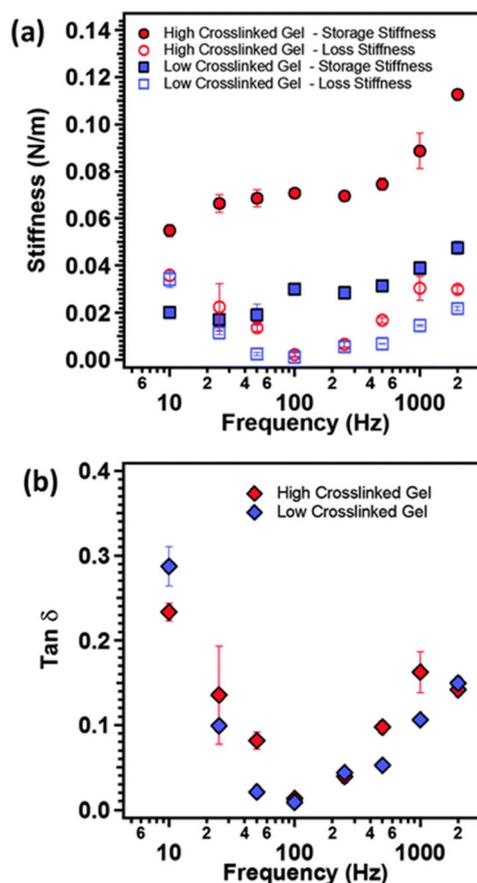 (a)
0.14
0.12
0.10
0.08
0.06
0.04
0.02
0.00
Stiffness (N/m)
High Crosslinked Gel - Storage Stiffness
High Crosslinked Gel - Loss Stiffness
Low Crosslinked Gel - Storage Stiffness
Low Crosslinked Gel - Loss Stiffness
6 2 4 6 2 4 6 2
10 100 1000
Frequency (Hz)
(b)
0.4
0.3
0.2
0.1
0.0
Tan δ
High Crosslinked Gel
Low Crosslinked Gel
6 2 4 6 2 4 6 2
10 100 1000
Frequency (Hz)